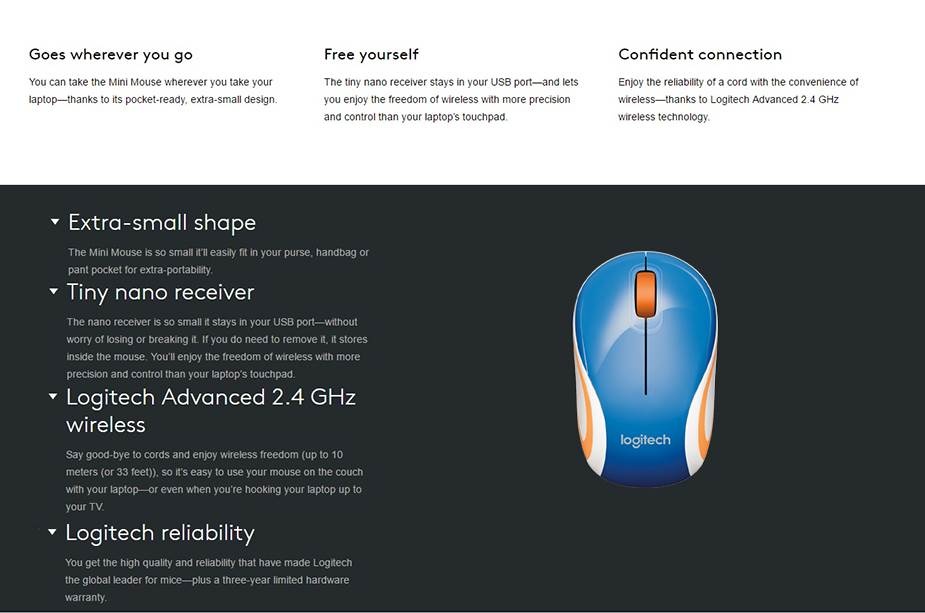 Goes wherever you go
You can take the Mini Mouse wherever you take your
laptop—thanks to its pocket-ready, extra-small design.
Free yourself
The tiny nano receiver stays in your USB port—and lets
you enjoy the freedom of wireless with more precision
and control than your laptop's touchpad.
Confident connection
Enjoy the reliability of a cord with the convenience of
wireless—thanks to Logitech Advanced 2.4 GHz
wireless technology.
Extra-small shape
The Mini Mouse is so small it'll easily fit in your purse, handbag or
pant pocket for extra-portability.
Tiny nano receiver
The nano receiver is so small it stays in your USB port—without
worry of losing or breaking it. If you do need to remove it, it stores
inside the mouse. You'll enjoy the freedom of wireless with more
precision and control than your laptop's touchpad.
Logitech Advanced 2.4 GHz
wireless
Say good-bye to cords and enjoy wireless freedom (up to 10
meters (or 33 feet)), so it's easy to use your mouse on the couch
with your laptop—or even when you're hooking your laptop up to
your TV.
Logitech reliability
You get the high quality and reliability that have made Logitech
the global leader for mice—plus a three-year limited hardware
warranty.
logitech